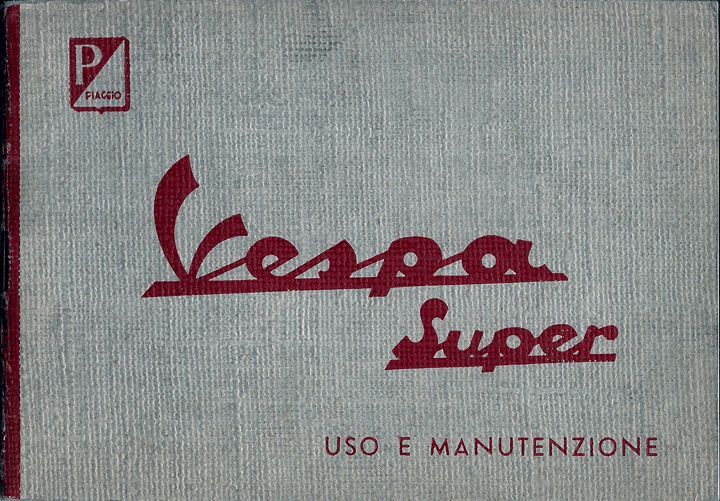 P
PIAGGIO
Vespa
Super
USO E MANUTENZIONE